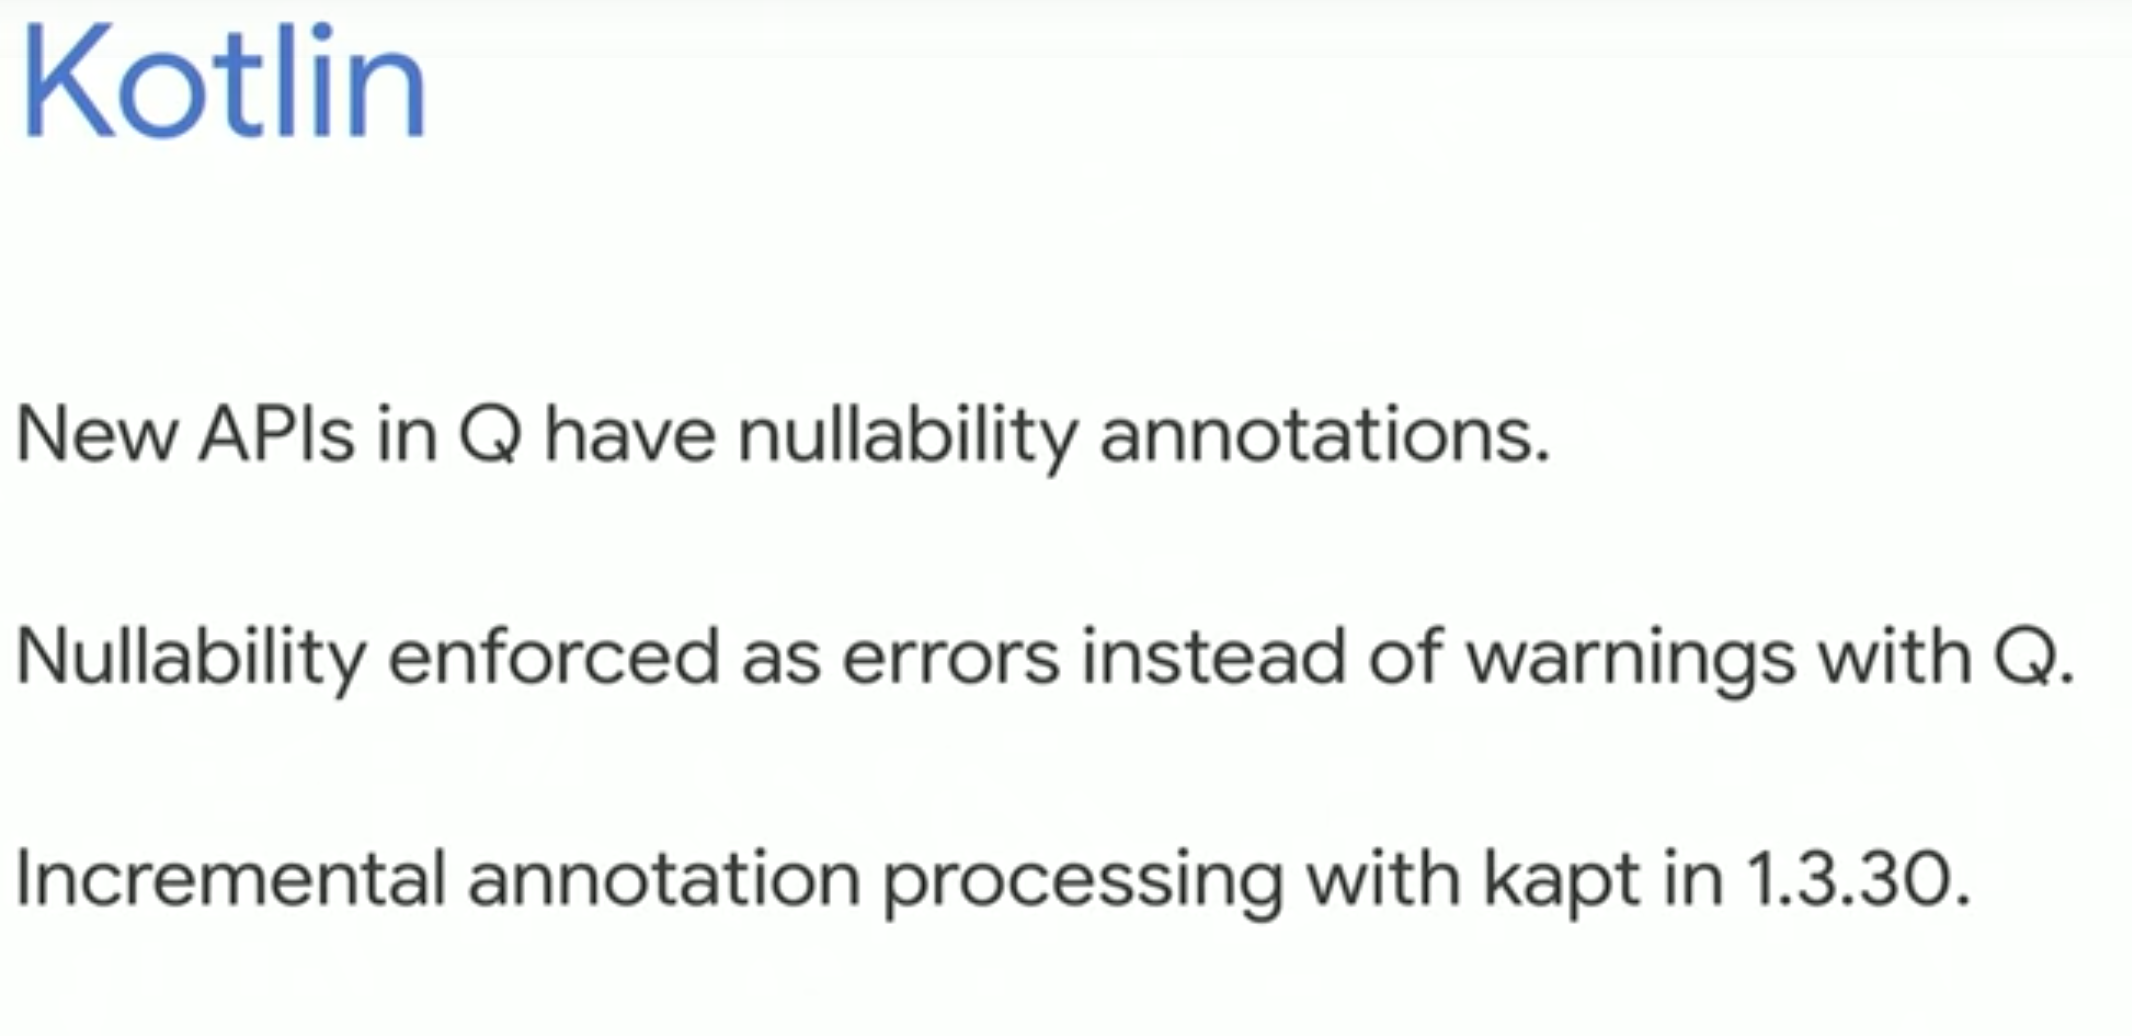 Kotlin
New APIs in Q have nullability annotations.
Nullability enforced as errors instead of warnings with Q.
Incremental annotation processing with kapt in 1.3.30.